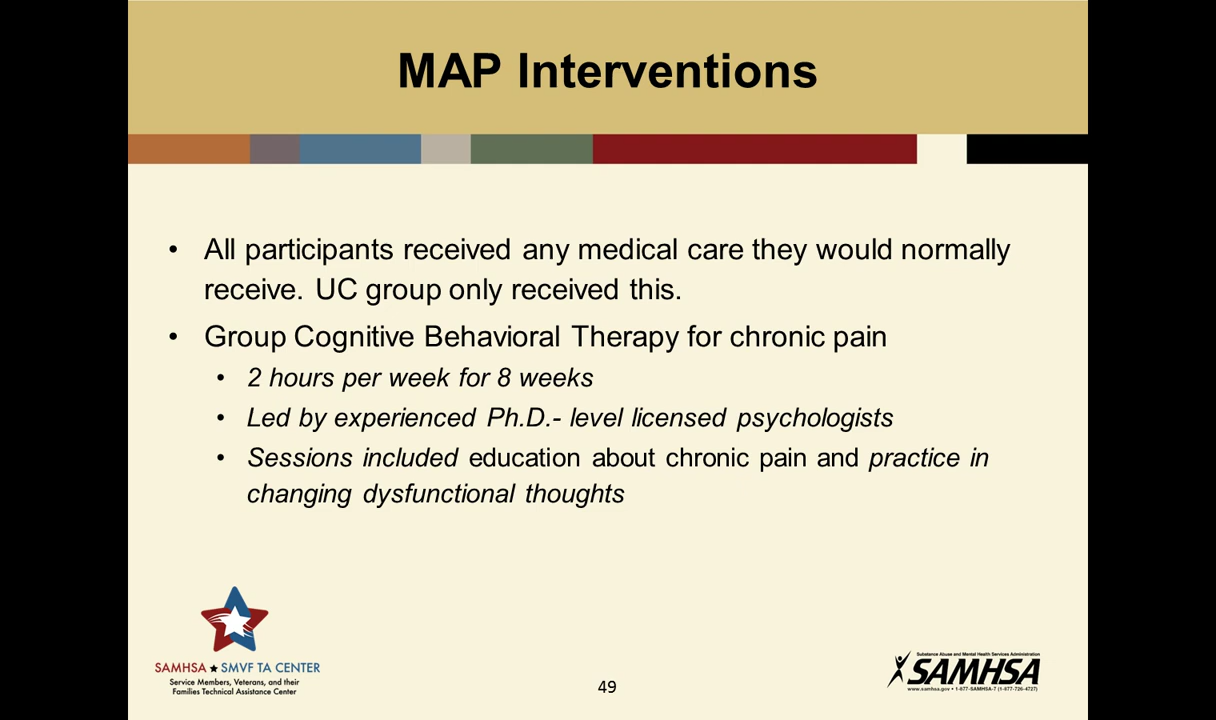 MAP Interventions
• All participants received any medical care they would normally
receive. UC group only received this.
• Group Cognitive Behavioral Therapy for chronic pain
• 2 hours per week for 8 weeks
• Led by experienced Ph.D.- level licensed psychologists
• Sessions included education about chronic pain and practice in
changing dysfunctional thoughts
SAMHSA ★ SMVF TA CENTER
Service Members, Veterans, and their
Families Technical Assistance Center
49
Substance Abuse and Mental Health Services Administration
SAMHSA
www.samhsa.gov • 1-877-SAMHSA-7 (1-877-726-4727)